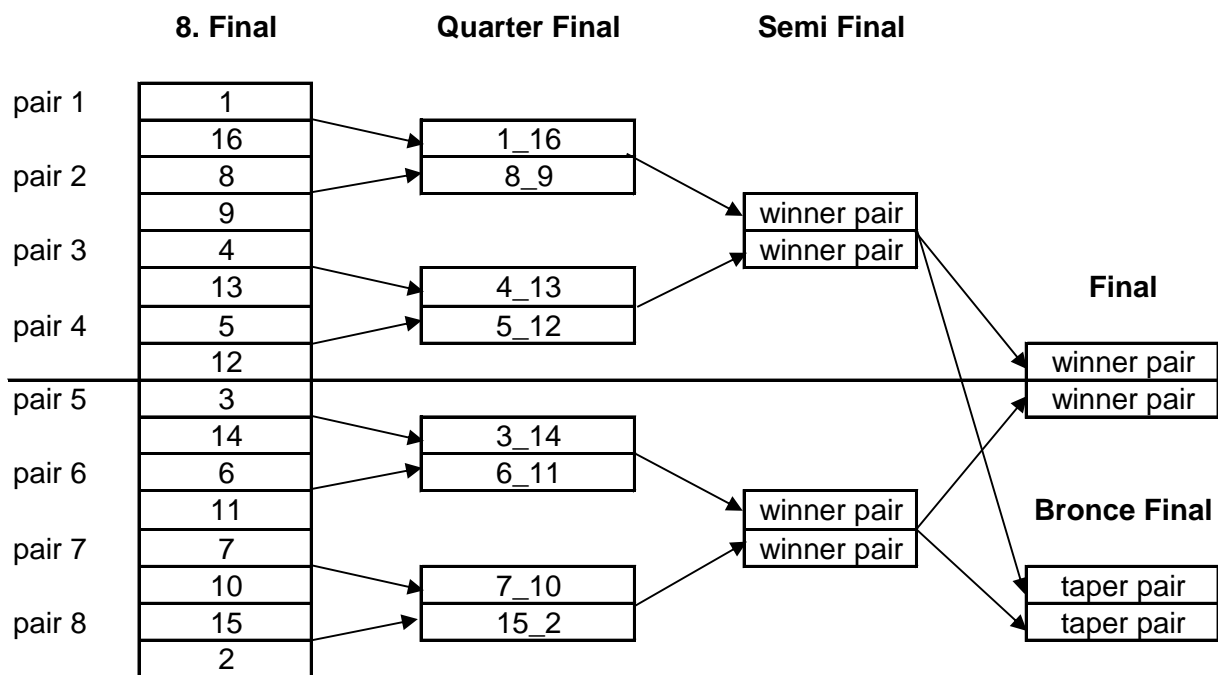 8. Final Quarter Final Semi Final
pair 1 1
16 1_16
pair 2 8 8_9
9 winner pair
pair 3 4 winner pair
13 4_13 Final
pair 4 5 5_12
12 winner pair
pair 5 3 winner pair
14 3_14
pair 6 6 6_11
11 winner pair Bronce Final
pair 7 7 winner pair
10 7_10 taper pair
pair 8 15 15_2 taper pair
2